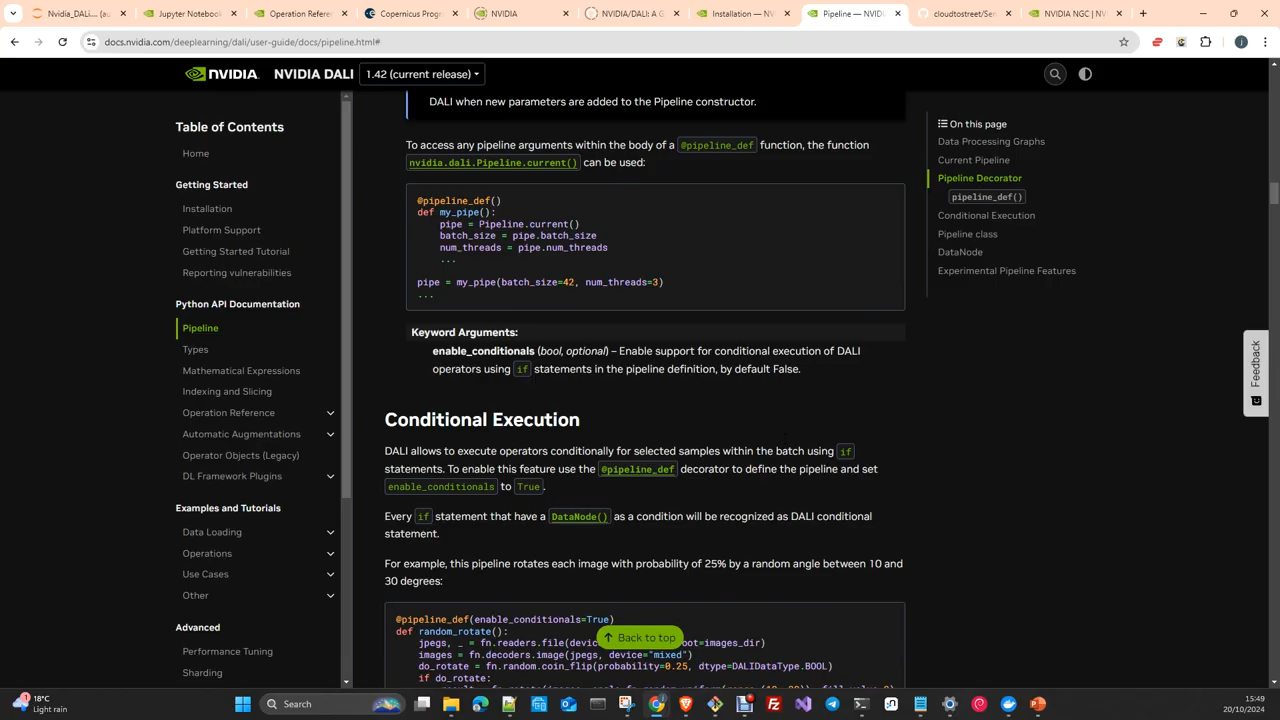 Nvidia_DALI.... (au
Jupyter Notebook
Operation Refere
Copernicus Prog
NVIDIA
NVIDIA/DALI: A G
Installation — NV
Pipeline — NVIDI
cloudtostreet/Sen
NVIDIA NGC | NV
docs.nvidia.com/deeplearning/dali/user-guide/docs/pipeline.html#
NVIDIA.
NVIDIA DALI
1.42 (current release)
Table of Contents
Home
Getting Started
Installation
Platform Support
Getting Started Tutorial
Reporting vulnerabilities
Python API Documentation
Pipeline
Types
Mathematical Expressions
Indexing and Slicing
Operation Reference
Automatic Augmentations
Operator Objects (Legacy)
DL Framework Plugins
Examples and Tutorials
Data Loading
Operations
Use Cases
Other
Advanced
Performance Tuning
Sharding
DALI when new parameters are added to the Pipeline constructor.
To access any pipeline arguments within the body of a @pipeline_def function, the function
nvidia.dali.Pipeline.current() can be used:
@pipeline_def()
def my_pipe():
pipe = Pipeline.current()
batch_size = pipe.batch_size
num_threads = pipe.num_threads
...
pipe = my_pipe(batch_size=42, num_threads=3)
...
Keyword Arguments:
enable_conditionals (bool, optional) – Enable support for conditional execution of DALI
operators using if statements in the pipeline definition, by default False.
Conditional Execution
DALI allows to execute operators conditionally for selected samples within the batch using if
statements. To enable this feature use the @pipeline_def decorator to define the pipeline and set
enable_conditionals to True.
Every if statement that have a DataNode() as a condition will be recognized as DALI conditional
statement.
For example, this pipeline rotates each image with probability of 25% by a random angle between 10 and
30 degrees:
@pipeline_def(enable_conditionals=True)
def random_rotate():
jpegs, _ = fn.readers.file(devic oot=images_dir)
images = fn.decoders.image(jpegs, device="mixed")
do_rotate = fn.random.coin_flip(probability=0.25, dtype=DALIDataType.BOOL)
if do_rotate:
Back to top
On this page
Data Processing Graphs
Current Pipeline
Pipeline Decorator
pipeline_def()
Conditional Execution
Pipeline class
DataNode
Experimental Pipeline Features
Feedback
1
18°C
Light rain
Search
15:49
20/10/2024